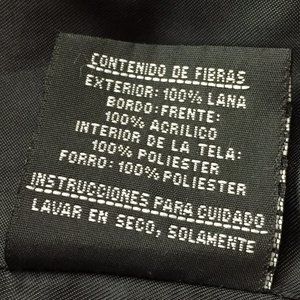 CONTENIDO DE FIBRAS
EXTERIOR: 100% LANA
BORDO: FRENTE:
100% ACRILICO
INTERIOR DE LA TELA:
100% POLIESTER
FORRO: 100% POLIESTER
INSTRUCCIONES PARA CUIDADO
LAVAR EN SECO, SOLAMENTE